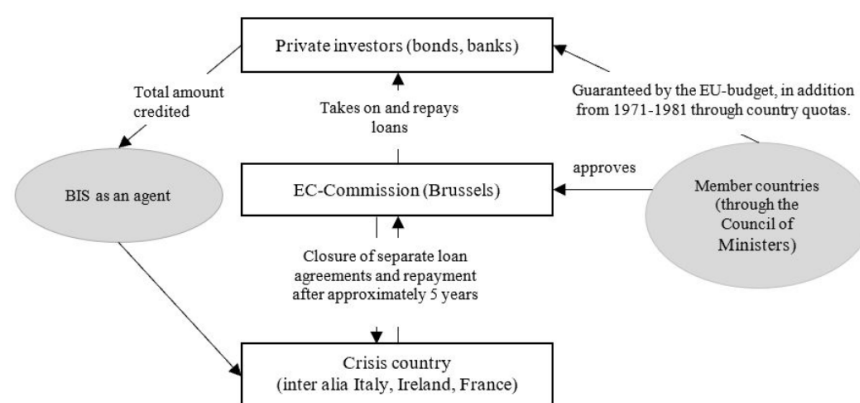 Private investors (bonds, banks)
Total amount
credited
Takes on and repays
loans
Guaranteed by the EU-budget, in addition
from 1971-1981 through country quotas.
BIS as an agent
EC-Commission (Brussels)
approves
Member countries
(through the
Council of
Ministers)
Closure of separate loan
agreements and repayment
after approximately 5 years
Crisis country
(inter alia Italy, Ireland, France)